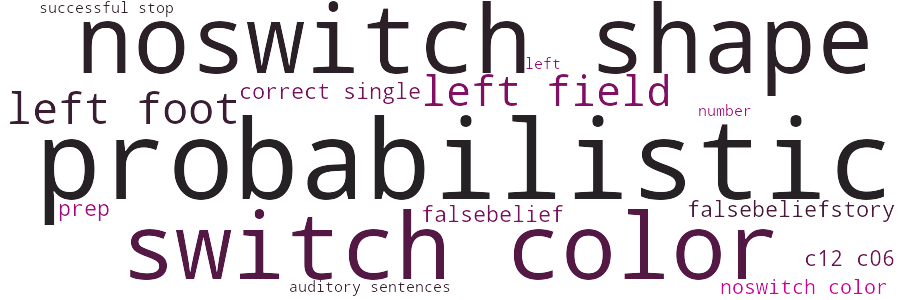 successful stop
noswitch shape
left
correct single
left field
left foot
number
probabilistic
prep
falsebelief
falsebeliefstory
switch color
c12 c06
auditory sentences
noswitch color